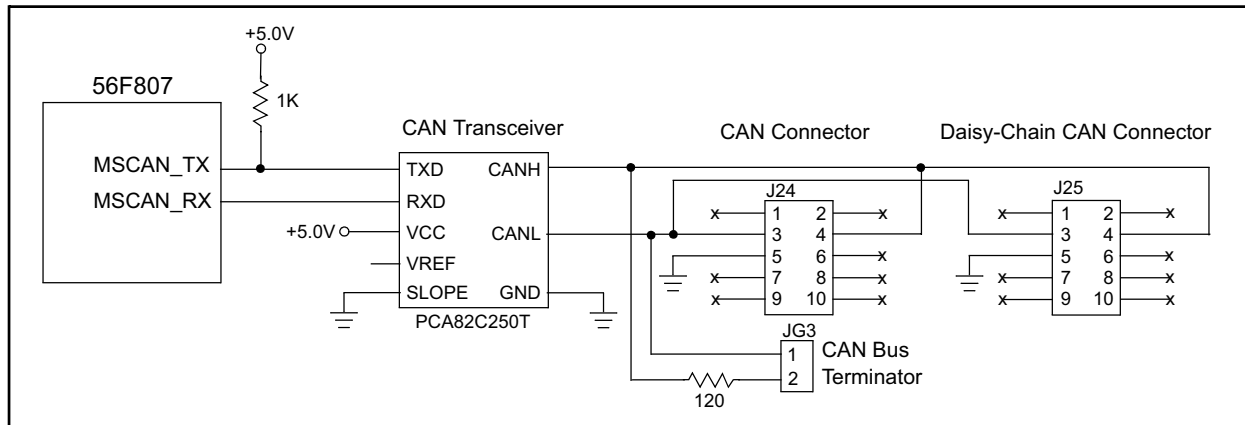 +5.0V
56F807
1K
CAN Transceiver
CAN Connector
Daisy-Chain CAN Connector
MSCAN_TX
TXD
CANH
J24
J25
MSCAN_RX
RXD
1
2
1
2
+5.0V
VCC
CANL
3
4
3
4
VREF
5
6
5
6
SLOPE
GND
7
8
7
8
9
10
9
10
PCA82C250T
JG3
1
CAN Bus
2
Terminator
120
x
x
x
x
x
x
x
x
x
x
x
x
x
x